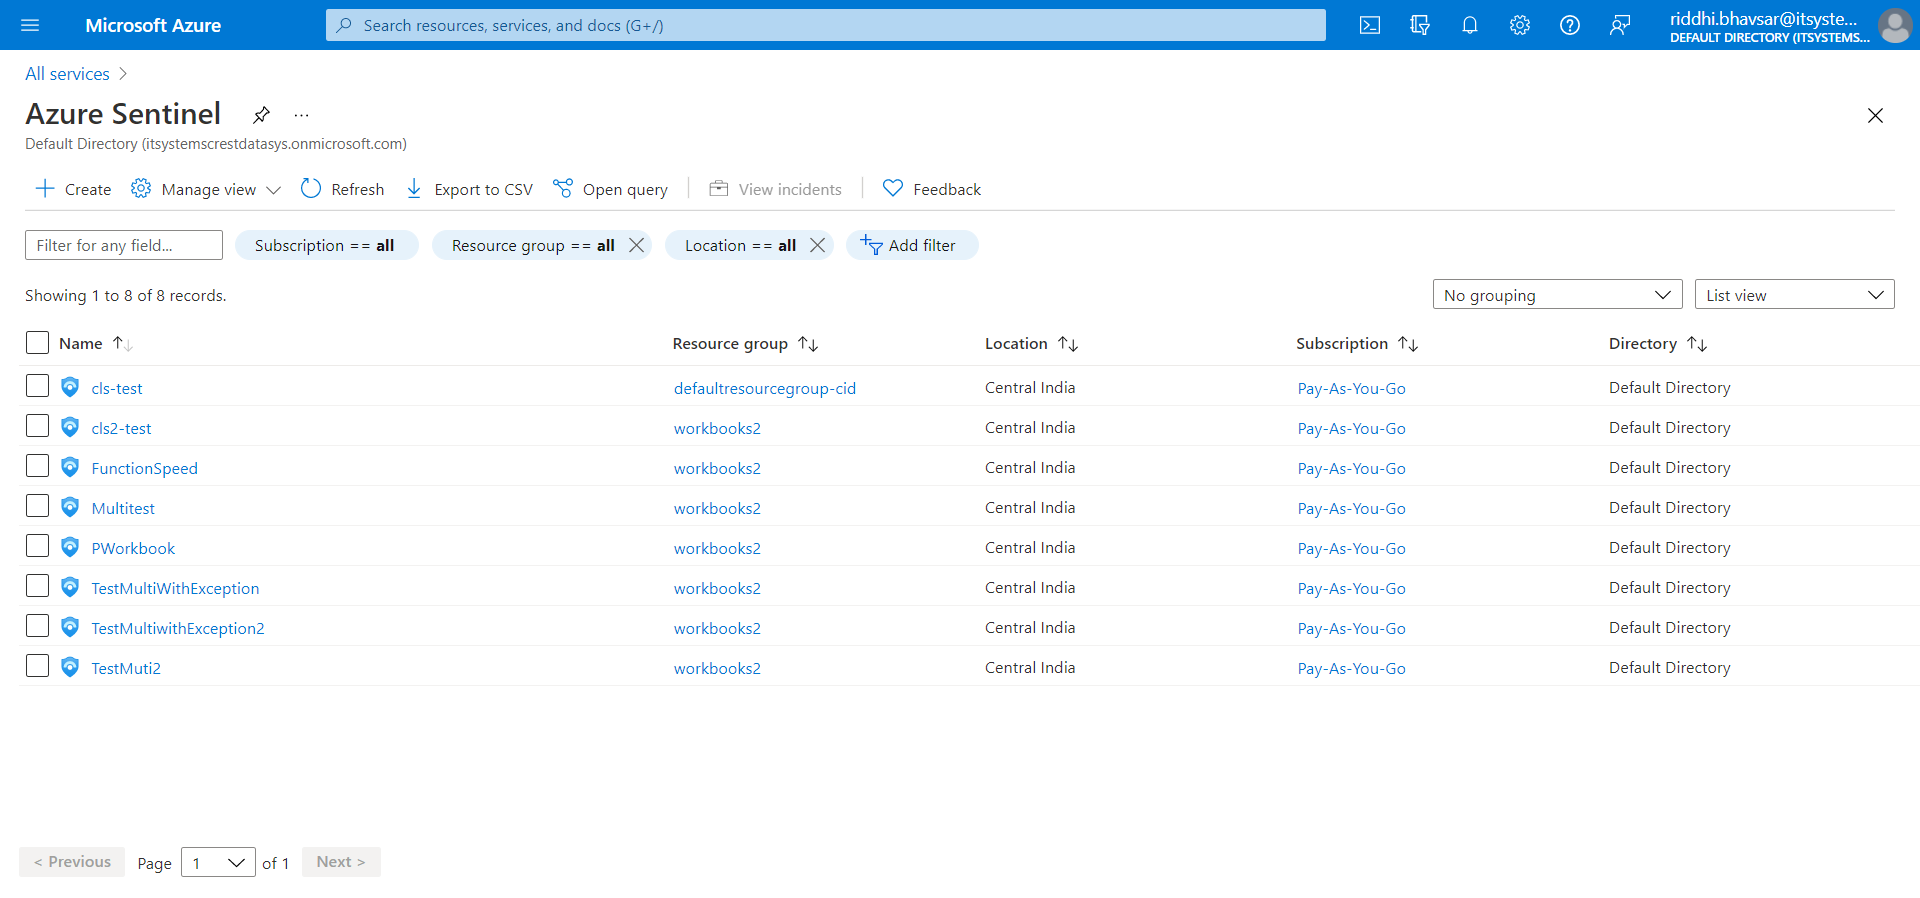 Microsoft Azure
Search resources, services, and docs (G+/)
riddhi.bhavsar@itsyste...
DEFAULT DIRECTORY (ITSYSTEMS...
All services
Azure Sentinel
Default Directory (itsystemscrestdatasys.onmicrosoft.com)
Create Manage view Refresh Export to CSV Open query View incidents Feedback
Filter for any field... Subscription == all Resource group == all Location == all Add filter
Showing 1 to 8 of 8 records. No grouping List view
Name Resource group Location Subscription Directory
cls-test defaultresourcegroup-cid Central India Pay-As-You-Go Default Directory
cls2-test workbooks2 Central India Pay-As-You-Go Default Directory
FunctionSpeed workbooks2 Central India Pay-As-You-Go Default Directory
Multitest workbooks2 Central India Pay-As-You-Go Default Directory
PWorkbook workbooks2 Central India Pay-As-You-Go Default Directory
TestMultiWithException workbooks2 Central India Pay-As-You-Go Default Directory
TestMultiwithException2 workbooks2 Central India Pay-As-You-Go Default Directory
TestMuti2 workbooks2 Central India Pay-As-You-Go Default Directory
< Previous Page 1 of 1 Next >